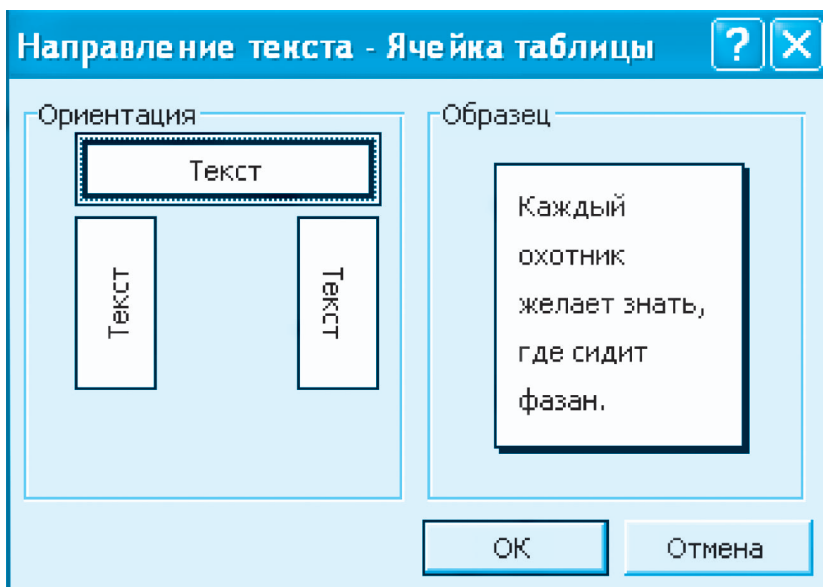 Направление текста - Ячейка таблицы
Ориентация
Текст
Текст
Текст
Образец
Каждый
охотник
желает знать,
где сидит
фазан.
ОК
Отмена